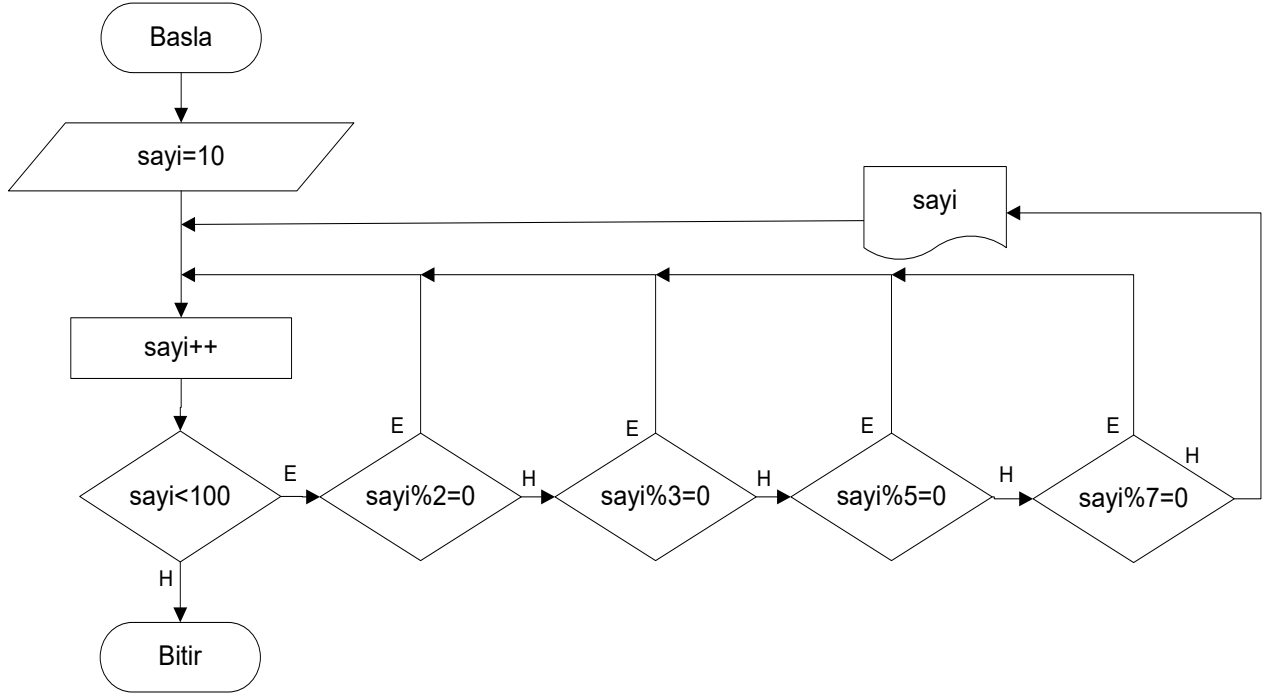 Basla
sayi=10
sayi
sayi++
sayi<100
E
H
sayi%2=0
E
H
sayi%3=0
E
H
sayi%5=0
E
H
sayi%7=0
E
H
Bitir